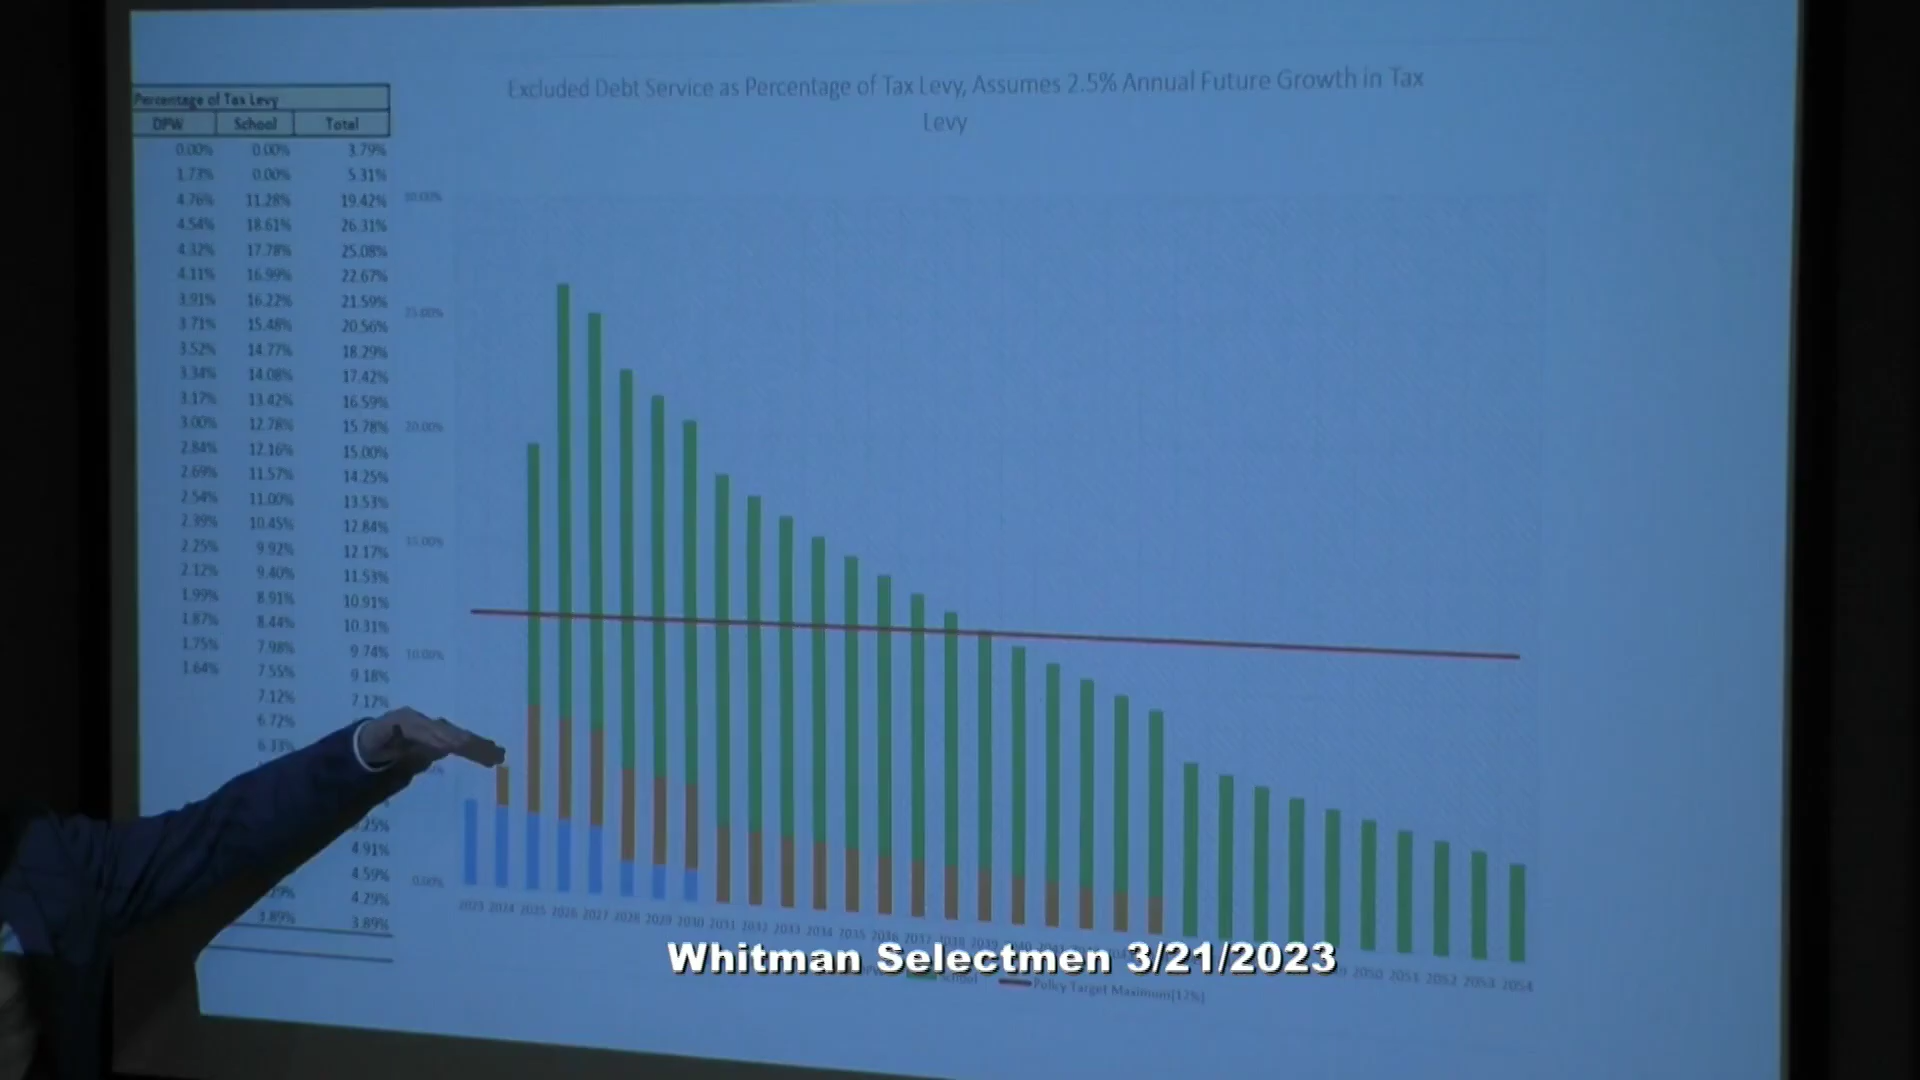 Excluded Debt Service as Percentage of Tax Levy, Assumes 2.5% Annual Future Growth in Tax
Levy
Percentage of Tax Levy
DPW School Total
0.00% 0.00% 3.79%
1.73% 0.00% 5.31%
4.76% 11.28% 19.42%
4.54% 18.61% 26.31%
4.32% 17.78% 25.08%
4.11% 16.99% 22.67%
3.91% 16.22% 21.59%
3.71% 15.48% 20.56%
3.52% 14.77% 18.29%
3.34% 14.08% 17.42%
3.17% 13.42% 16.59%
3.00% 12.78% 15.78%
2.84% 12.16% 15.00%
2.69% 11.57% 14.25%
2.54% 11.00% 13.53%
2.39% 10.45% 12.84%
2.25% 9.92% 12.17%
2.12% 9.40% 11.53%
1.99% 8.91% 10.91%
1.87% 8.44% 10.31%
1.75% 7.98% 9.74%
1.64% 7.55% 9.18%
7.12% 7.17%
6.72%
6.33%
4.91%
4.59%
4.29%
3.89% 3.89%
30.00%
25.00%
20.00%
15.00%
10.00%
0.00%
2023 2024 2025 2026 2027 2028 2029 2030 2031 2032 2033 2034 2035 2036 2037 2038 2039 2050 2051 2052 2053 2054
School Policy Target Maximum[12%]
Whitman Selectmen 3/21/2023